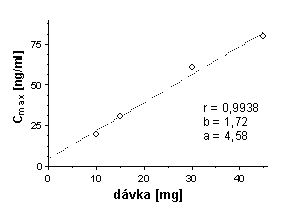 C max [ng/ml]
75
50
25
0
r = 0,9938
b = 1,72
a = 4,58
0 10 20 30 40
dávka [mg]